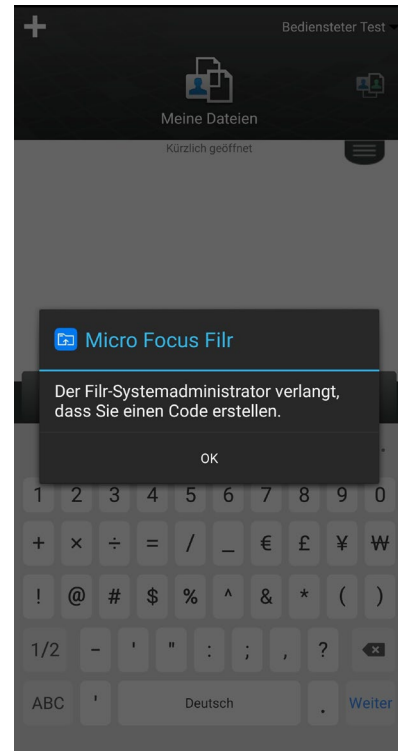 Bediensteter Test
Meine Dateien
Kürzlich geöffnet
Micro Focus Filr
Der Filr-Systemadministrator verlangt,
dass Sie einen Code erstellen.
OK
1 2 3 4 5 6 7 8 9 0
+ × ÷ = / _ € £ ¥ ₩
! @ # $ % ^ & * ( )
1/2 - ' " : ; , ?
ABC ' Deutsch . Weiter